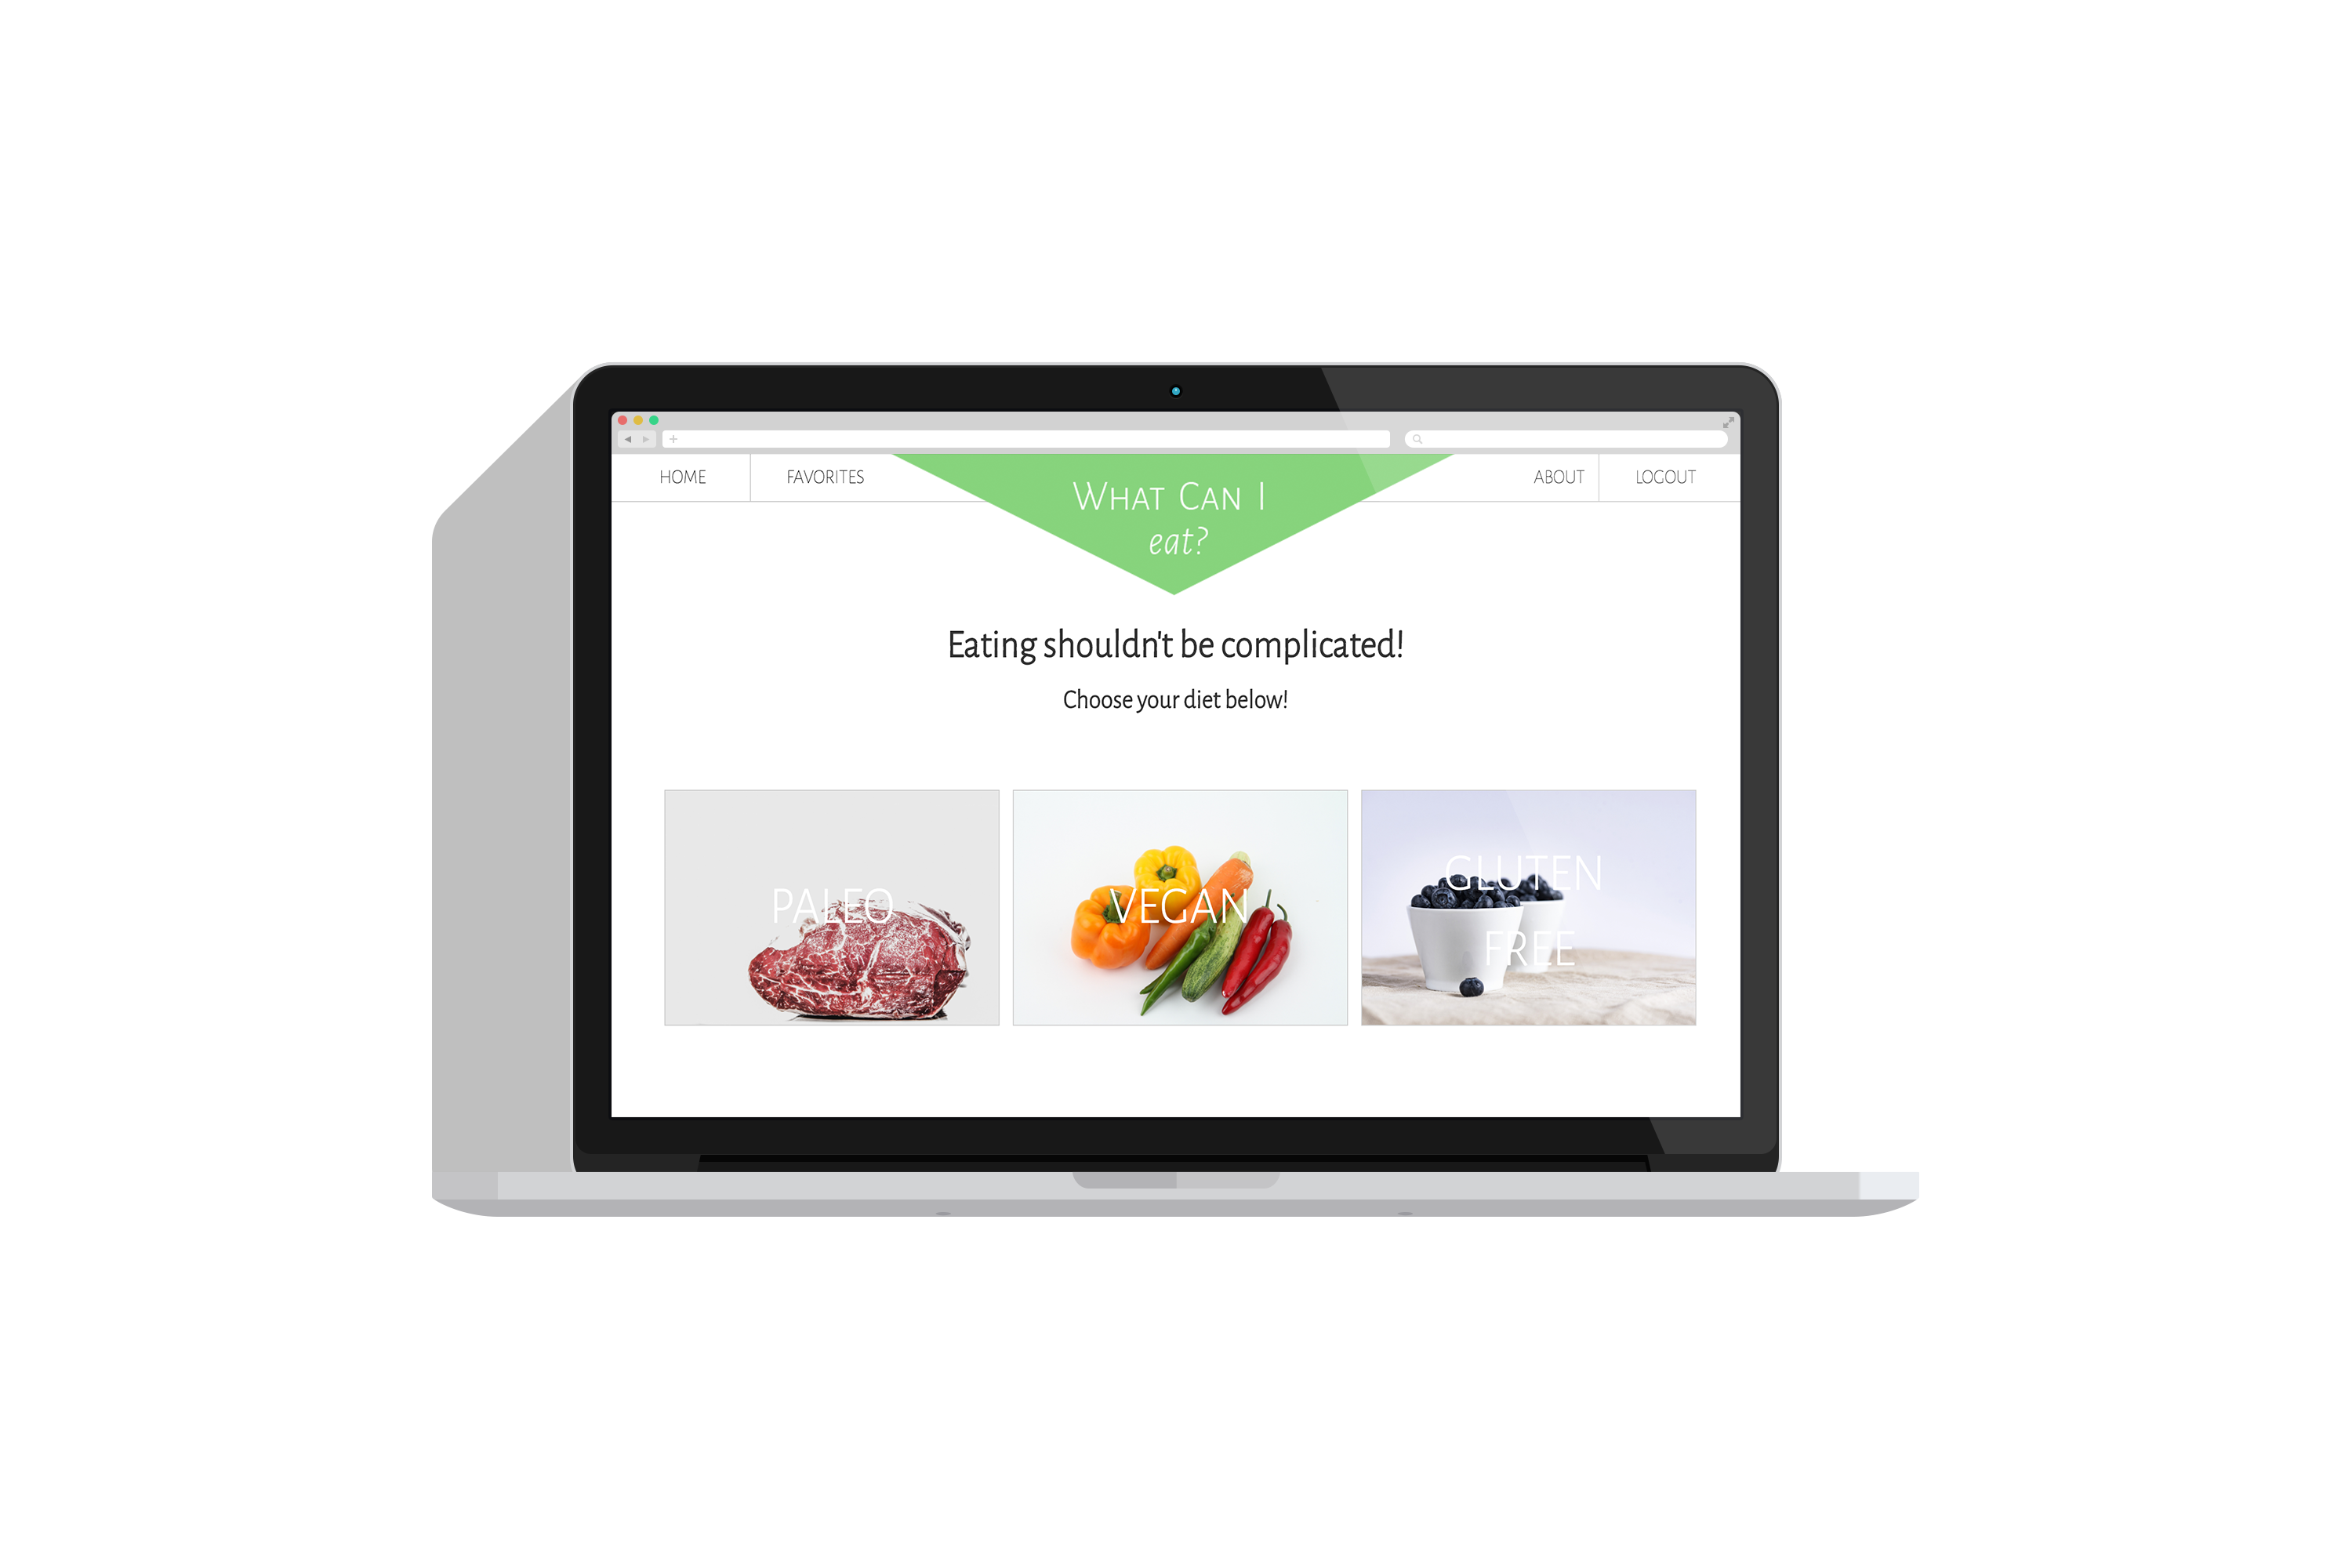 HOME
FAVORITES
What Can I
eat?
ABOUT
LOGOUT
Eating shouldn't be complicated!
Choose your diet below!
PALEO
VEGAN
GLUTEN
FREE